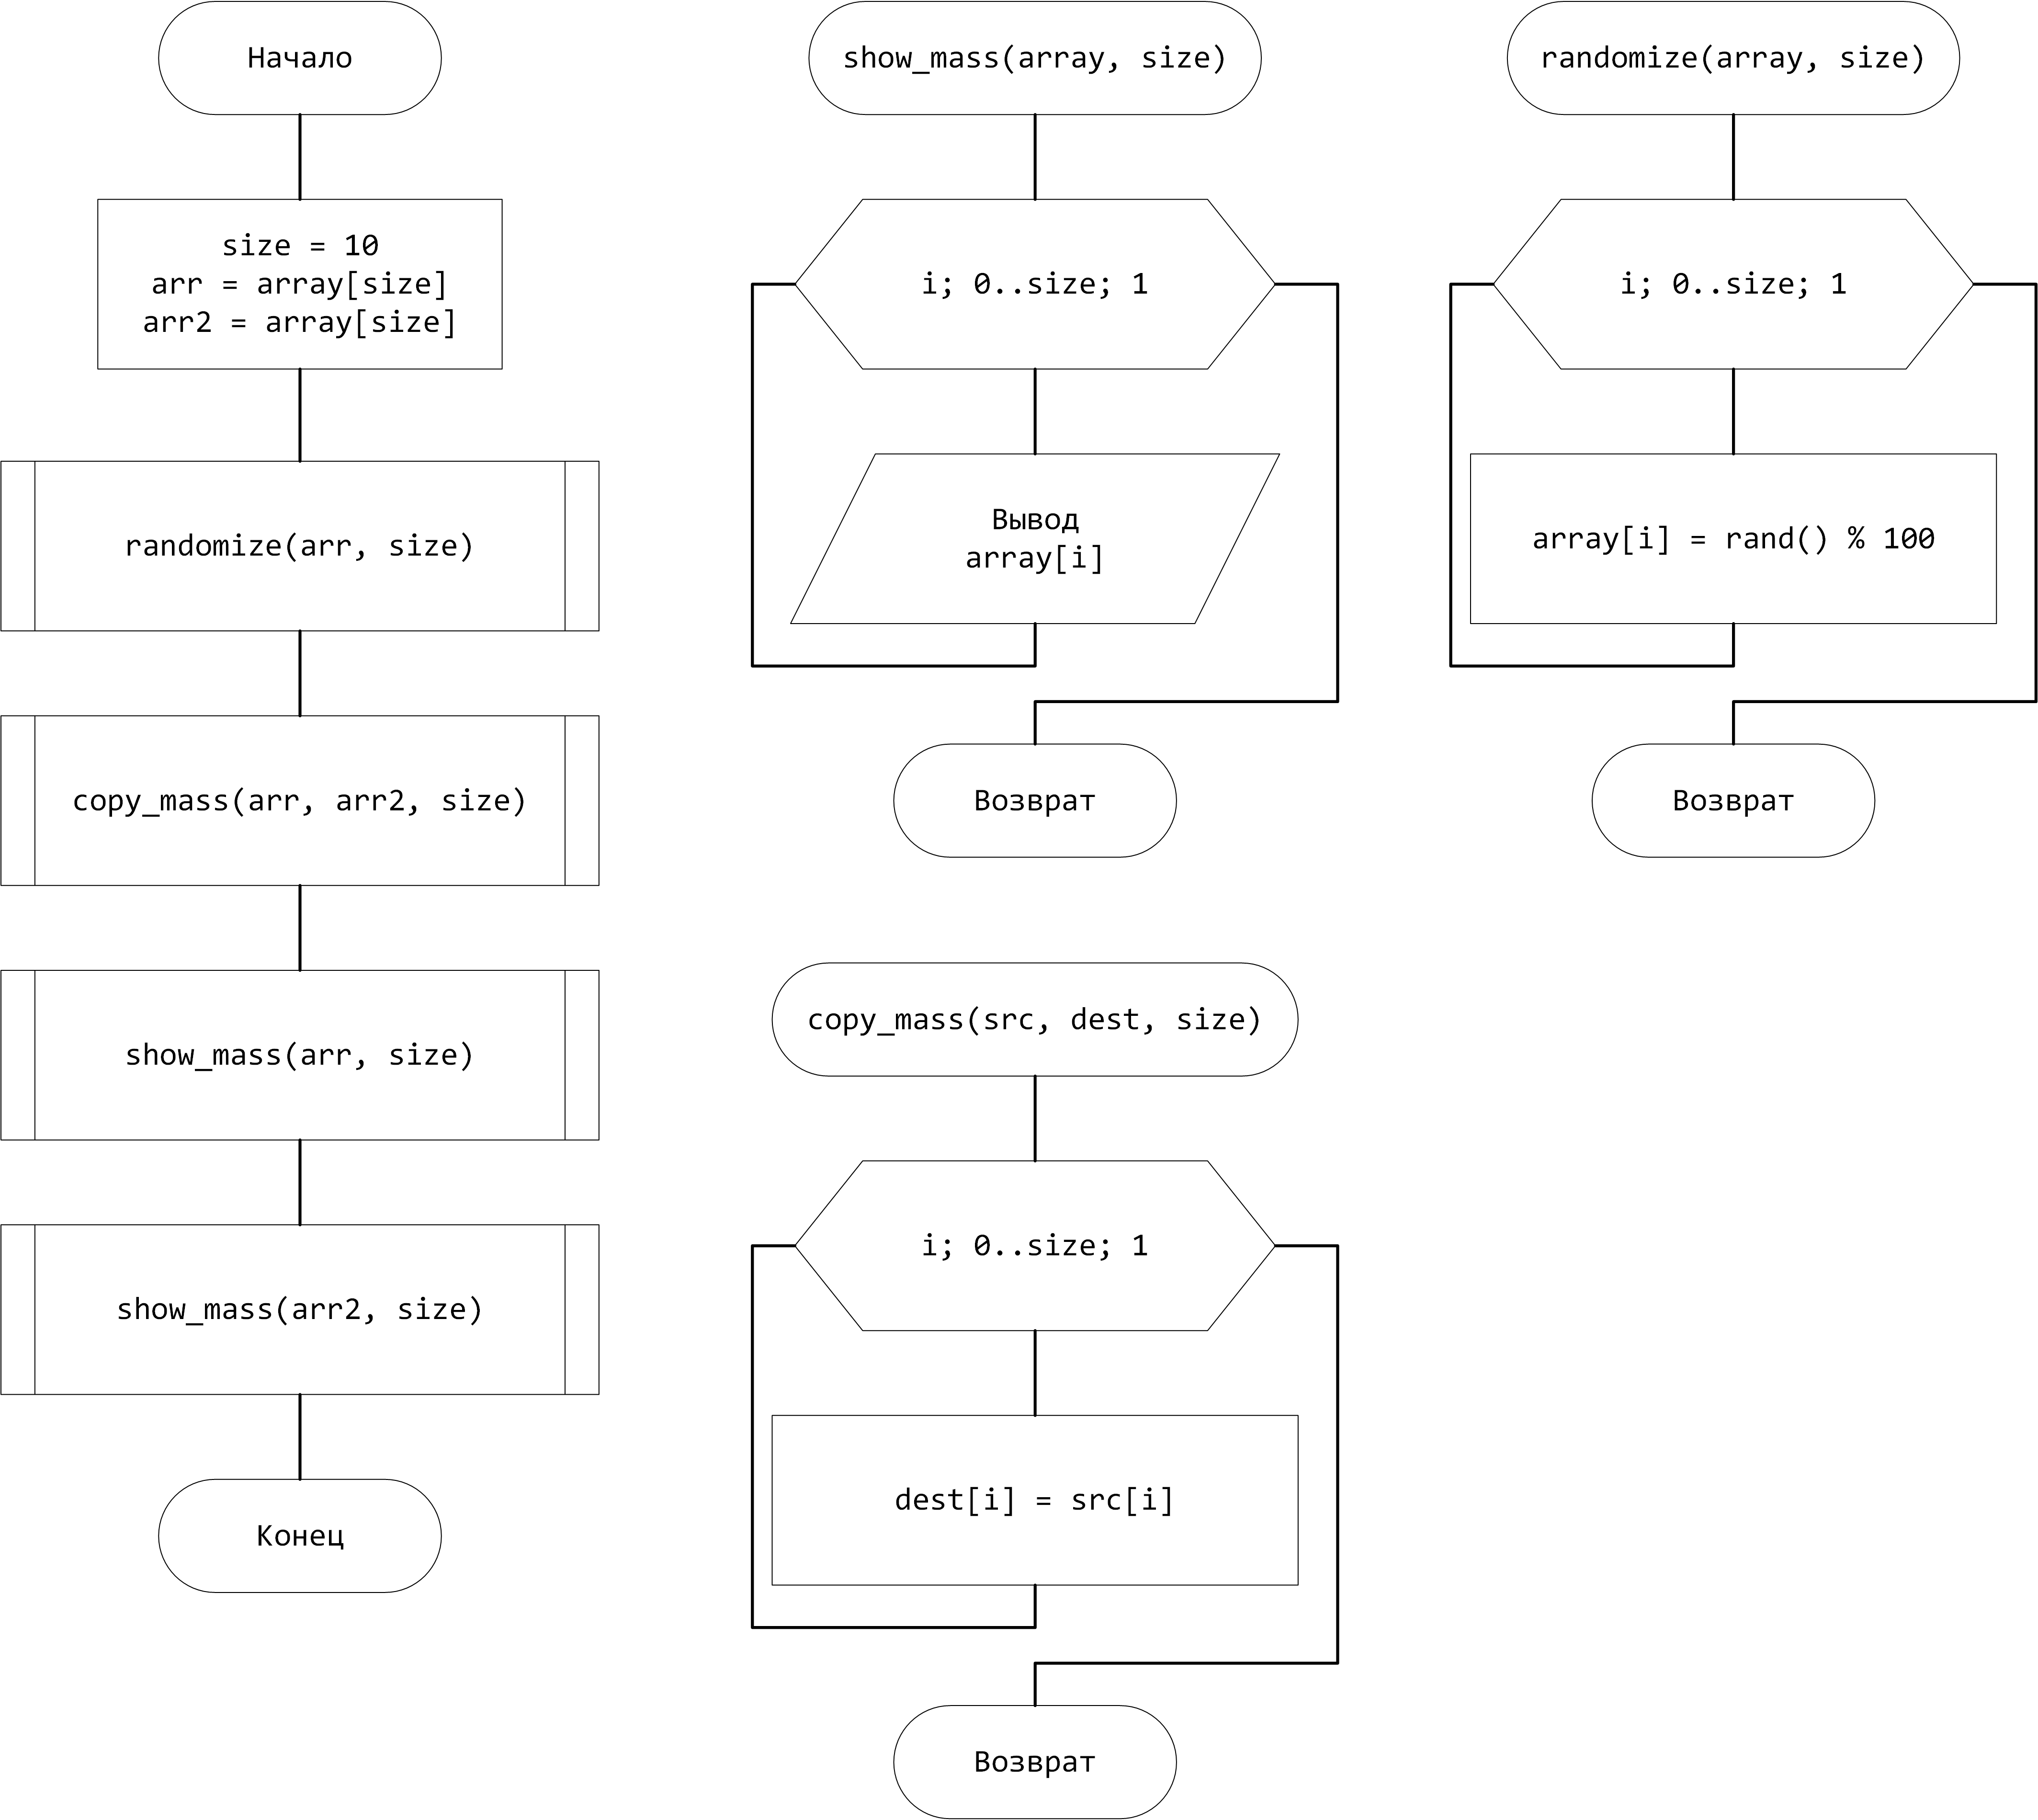 Начало
size = 10
arr = array[size]
arr2 = array[size]
randomize(arr, size)
copy_mass(arr, arr2, size)
show_mass(arr, size)
show_mass(arr2, size)
Конец
show_mass(array, size)
i; 0..size; 1
Вывод
array[i]
Возврат
randomize(array, size)
i; 0..size; 1
array[i] = rand() % 100
Возврат
copy_mass(src, dest, size)
i; 0..size; 1
dest[i] = src[i]
Возврат